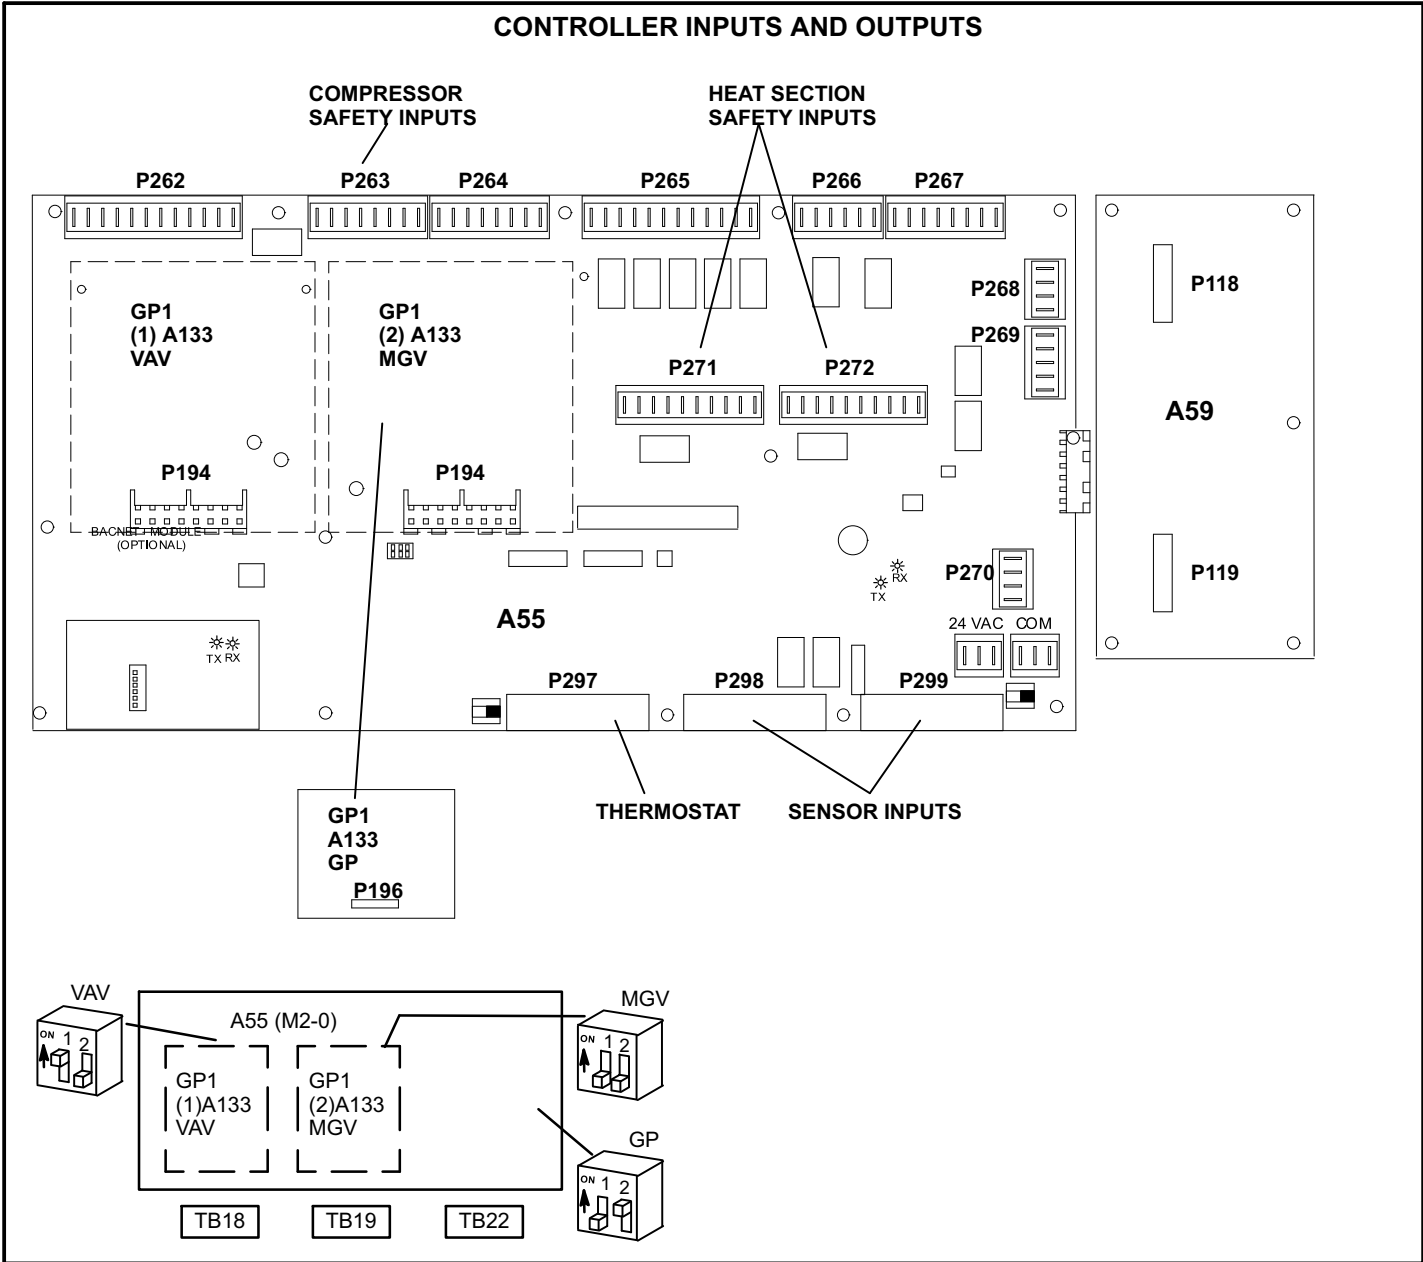 CONTROLLER INPUTS AND OUTPUTS
COMPRESSOR
SAFETY INPUTS
HEAT SECTION
SAFETY INPUTS
P262
P263
P264
P265
P266
P267
P268
P269
P118
GP1
(1) A133
VAV
GP1
(2) A133
MGV
P271
P272
A59
P194
P194
BACNET MODULE
(OPTIONAL)
TX
RX
P270
P119
A55
24 VAC
COM
TX RX
P297
P298
P299
THERMOSTAT
SENSOR INPUTS
GP1
A133
GP
P196
VAV
ON 1 2
A55 (M2-0)
MGV
ON 1 2
GP1
(1)A133
VAV
GP1
(2)A133
MGV
GP
ON 1 2
TB18
TB19
TB22